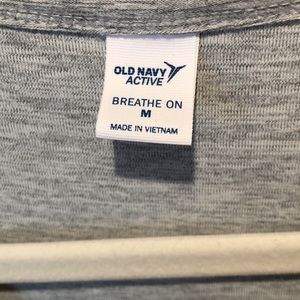 OLD NAVY
ACTIVE
BREATHE ON
M
MADE IN VIETNAM